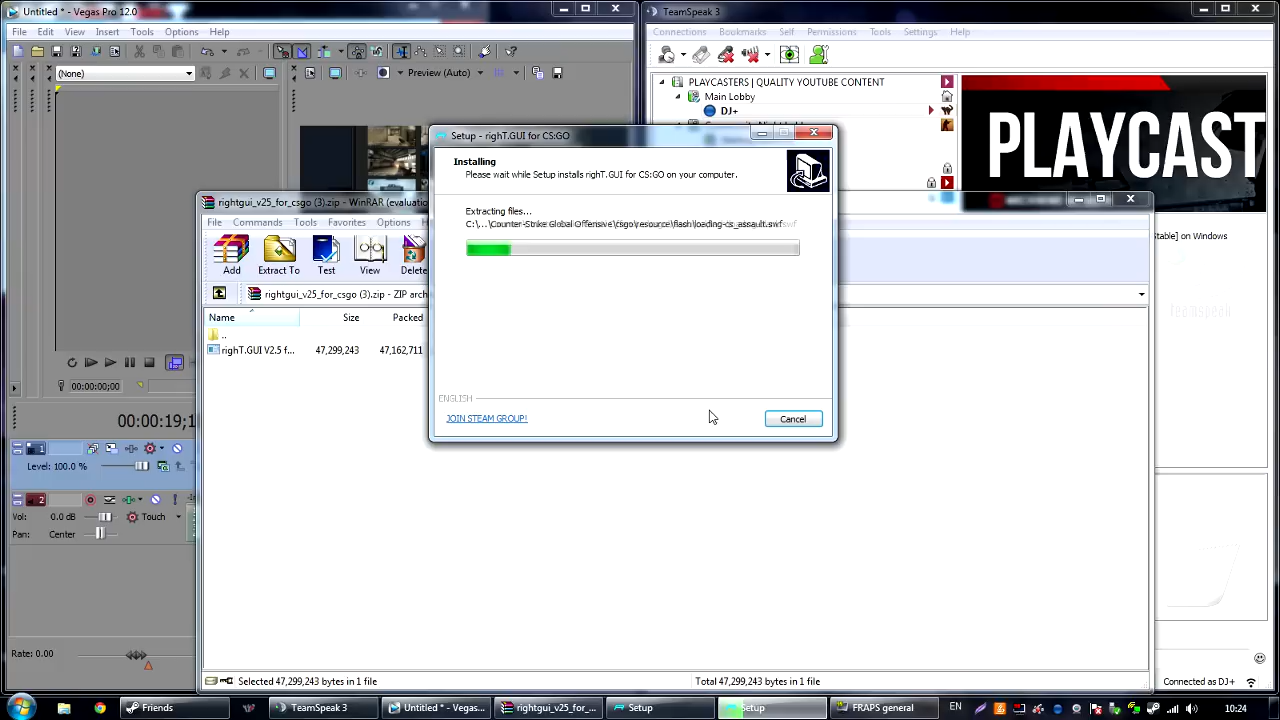 Untitled * - Vegas Pro 12.0
File Edit View Insert Tools Options Help
(None)
Preview (Auto)
00:00:00;00
00:00:19;1
1
Level: 100.0 %
2
Vol: 0.0 dB Touch
Pan: Center
Rate: 0.00
TeamSpeak 3
Connections Bookmarks Self Permissions Tools Settings Help
PLAYCASTERS | QUALITY YOUTUBE CONTENT
Main Lobby
DJ+
PLAYCAST
Stable] on Windows
Teamspeak
Connected as DJ+
rightgui_v25_for_csgo (3).zip - WinRAR (evaluation
File Commands Tools Favorites Options
Add Extract To Test View Delete
rightgui_v25_for_csgo (3).zip - ZIP arch
Name Size Packed
..
righT.GUI V2.5 f... 47,299,243 47,162,711
Selected 47,299,243 bytes in 1 file
Total 47,299,243 bytes in 1 file
Setup - righT.GUI for CS:GO
Installing
Please wait while Setup installs righT.GUI for CS:GO on your computer.
Extracting files...
C:\...\Counter-Strike Global Offensive\csgo\resource\flash\loading-cs_assault.swf
ENGLISH
JOIN STEAM GROUP!
Cancel
Friends
TeamSpeak 3
Untitled * - Vegas Pr...
rightgui_v25_for_...
Setup
Setup
FRAPS general
EN
10:24